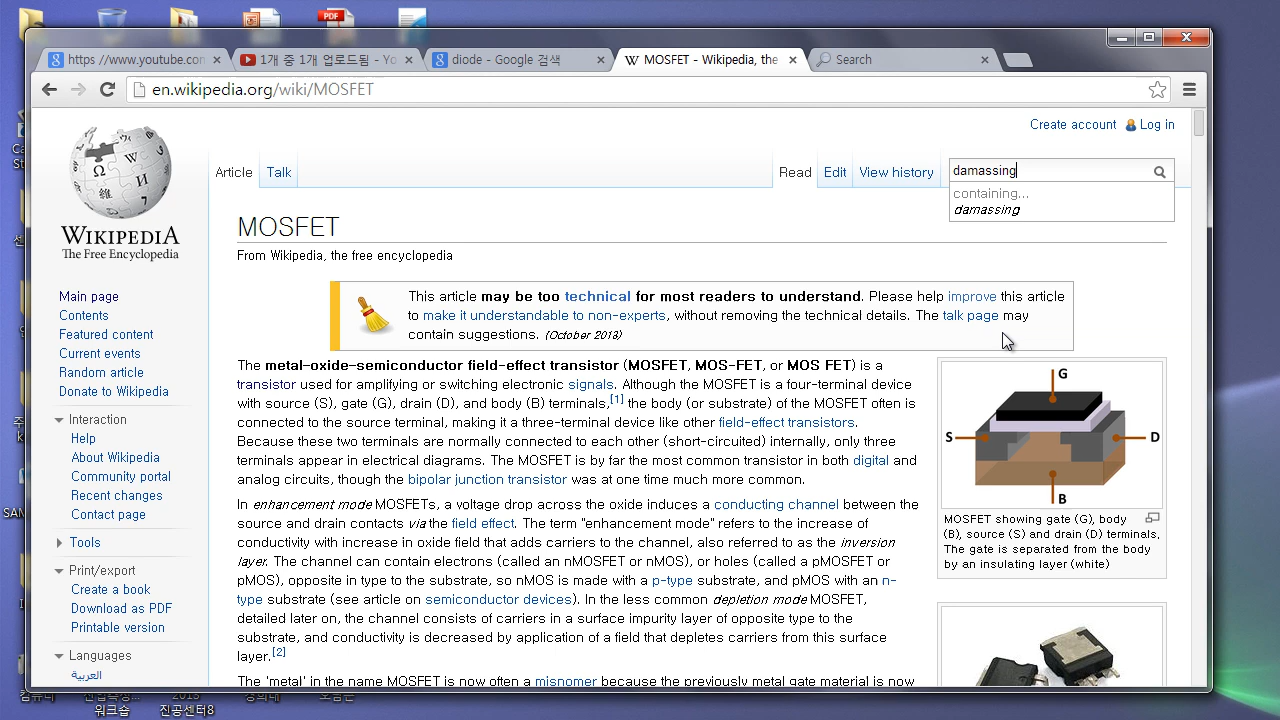 PDF
https://www.youtube.con
1개 중 1개 업로드됨 - Yo
diode - Google 검색
MOSFET - Wikipedia, the
Search
en.wikipedia.org/wiki/MOSFET
Create account Log in
Article Talk Read Edit View history
damassing
containing...
damassing
WIKIPEDIA
The Free Encyclopedia
Main page
Contents
Featured content
Current events
Random article
Donate to Wikipedia
Interaction
Help
About Wikipedia
Community portal
Recent changes
Contact page
Tools
Print/export
Create a book
Download as PDF
Printable version
Languages
العربية
MOSFET
From Wikipedia, the free encyclopedia
This article may be too technical for most readers to understand. Please help improve this article
to make it understandable to non-experts, without removing the technical details. The talk page may
contain suggestions. (October 2013)
The metal-oxide-semiconductor field-effect transistor (MOSFET, MOS-FET, or MOS FET) is a
transistor used for amplifying or switching electronic signals. Although the MOSFET is a four-terminal device
with source (S), gate (G), drain (D), and body (B) terminals,[1] the body (or substrate) of the MOSFET often is
connected to the source terminal, making it a three-terminal device like other field-effect transistors.
Because these two terminals are normally connected to each other (short-circuited) internally, only three
terminals appear in electrical diagrams. The MOSFET is by far the most common transistor in both digital and
analog circuits, though the bipolar junction transistor was at one time much more common.
In enhancement mode MOSFETs, a voltage drop across the oxide induces a conducting channel between the
source and drain contacts via the field effect. The term "enhancement mode" refers to the increase of
conductivity with increase in oxide field that adds carriers to the channel, also referred to as the inversion
layer. The channel can contain electrons (called an nMOSFET or nMOS), or holes (called a pMOSFET or
pMOS), opposite in type to the substrate, so nMOS is made with a p-type substrate, and pMOS with an n-
type substrate (see article on semiconductor devices). In the less common depletion mode MOSFET,
detailed later on, the channel consists of carriers in a surface impurity layer of opposite type to the
substrate, and conductivity is decreased by application of a field that depletes carriers from this surface
layer.[2]
The 'metal' in the name MOSFET is now often a misnomer because the previously metal gate material is now
G
S
D
B
MOSFET showing gate (G), body
(B), source (S) and drain (D) terminals.
The gate is separated from the body
by an insulating layer (white)
워크숍
진공센터8